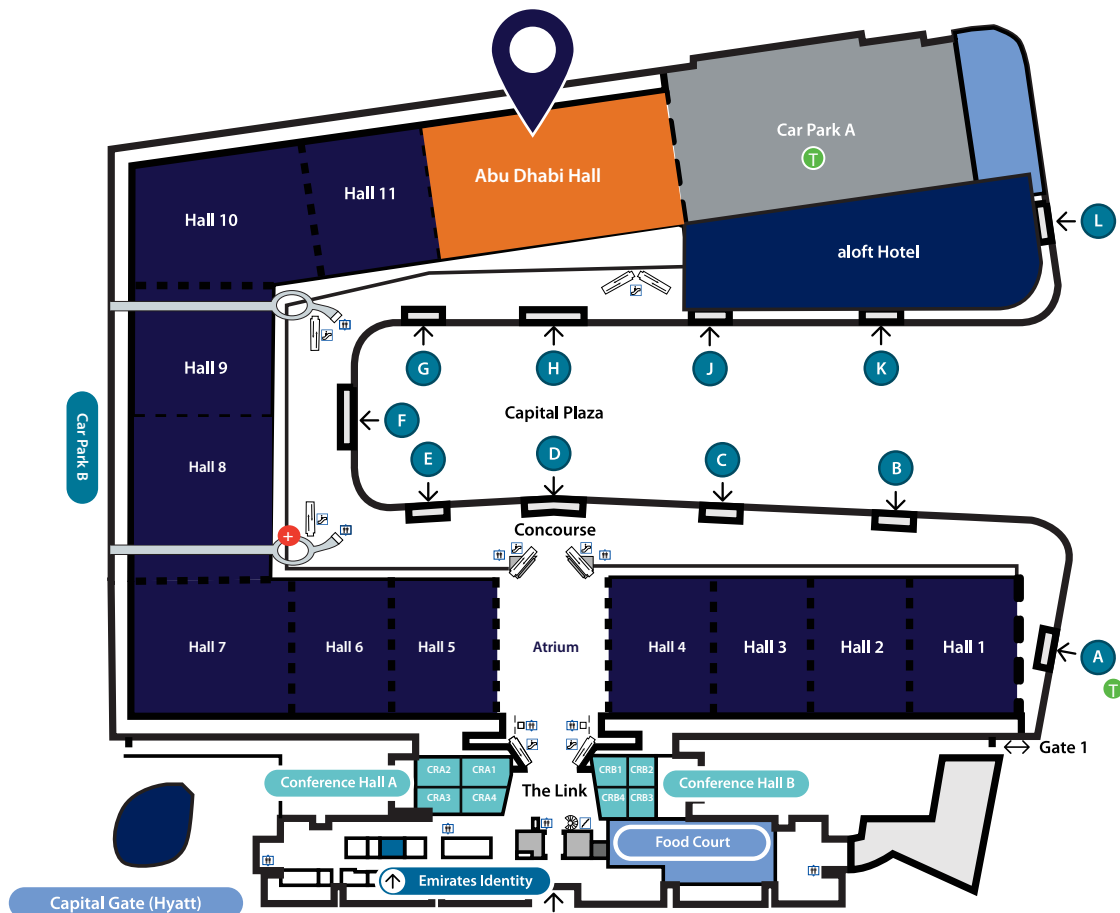 Car Park A
T
Abu Dhabi Hall
Hall 11
Hall 10
L
aloft Hotel
G
H
J
K
Hall 9
Car Park B
F
Capital Plaza
E
D
C
B
Hall 8
Concourse
Hall 7
Hall 6
Hall 5
Atrium
Hall 4
Hall 3
Hall 2
Hall 1
A
T
Gate 1
Conference Hall A
CRA2
CRA1
CRA3
CRA4
The Link
CRB1
CRB2
CRB4
CRB3
Conference Hall B
Food Court
Emirates Identity
Capital Gate (Hyatt)